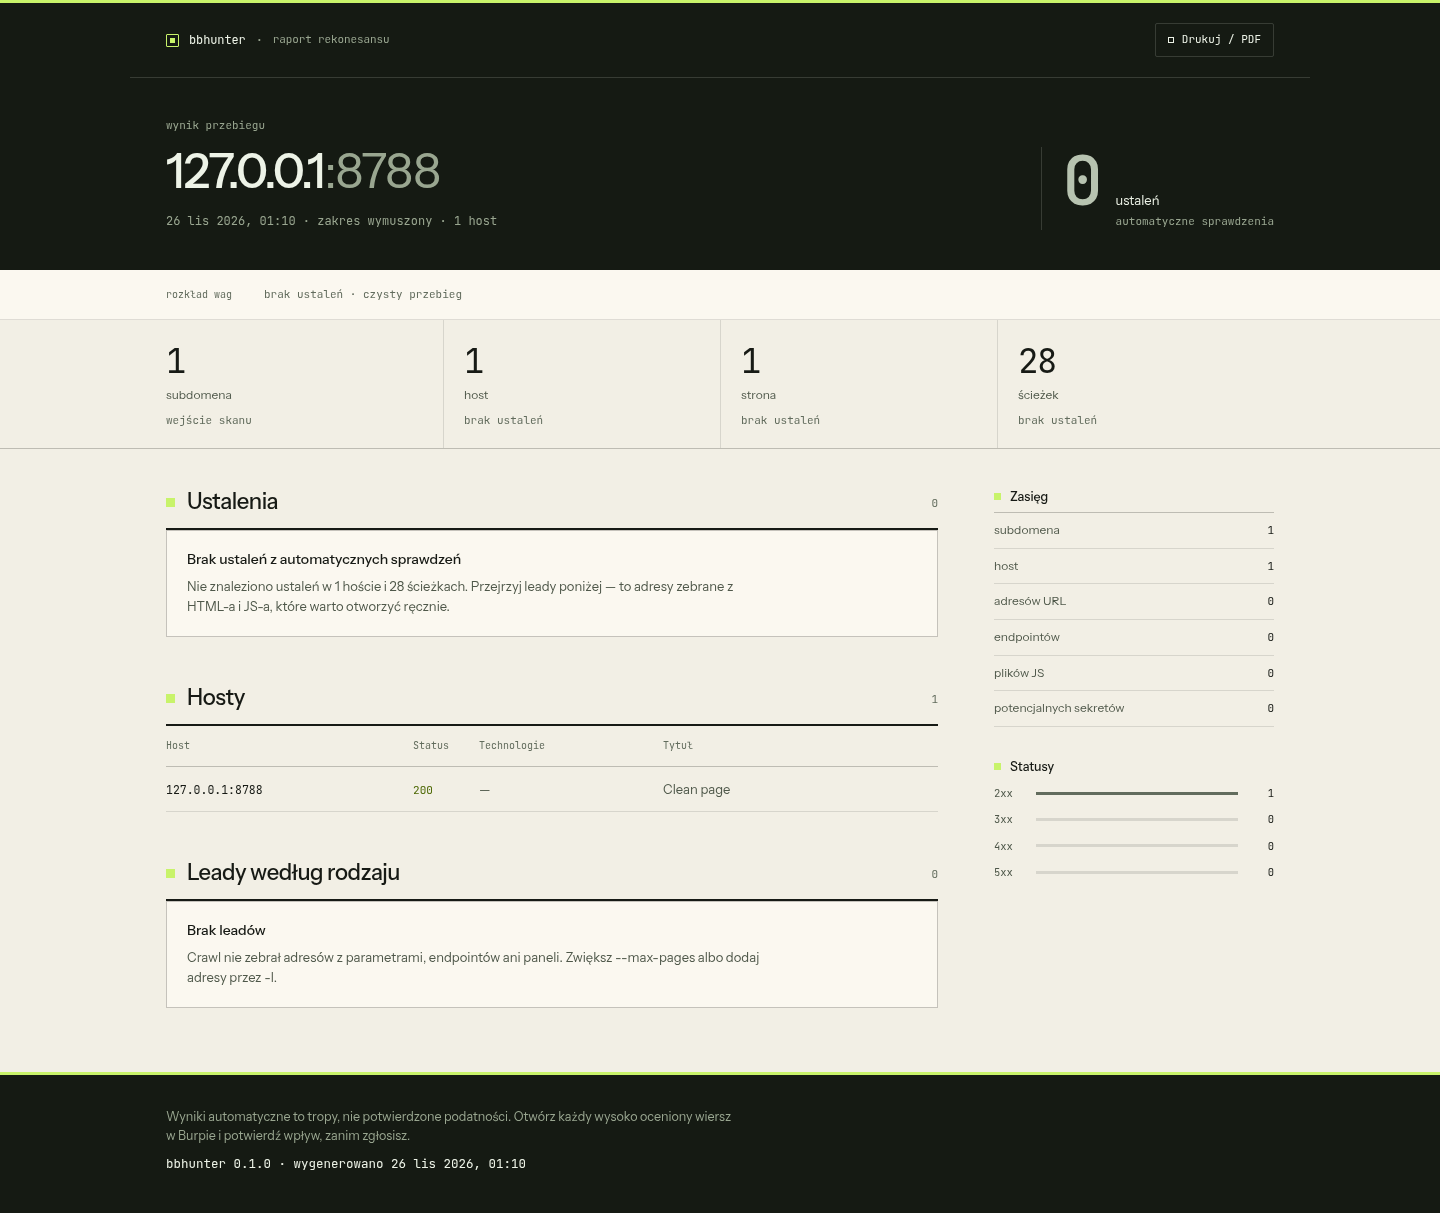 bbhunter · raport rekonesansu
Drukuj / PDF
wynik przebiegu
127.0.0.1:8788
26 lis 2026, 01:10 · zakres wymuszony · 1 host
0
ustaleń
automatyczne sprawdzenia
rozkład wag
brak ustaleń · czysty przebieg
1
subdomena
wejście skanu
1
host
brak ustaleń
1
strona
brak ustaleń
28
ścieżek
brak ustaleń
Ustalenia 0
Brak ustaleń z automatycznych sprawdzeń
Nie znaleziono ustaleń w 1 hoście i 28 ścieżkach. Przejrzyj leady poniżej — to adresy zebrane z
HTML-a i JS-a, które warto otworzyć ręcznie.
Hosty 1
Host Status Technologie Tytuł
127.0.0.1:8788 200 — Clean page
Leady według rodzaju 0
Brak leadów
Crawl nie zebrał adresów z parametrami, endpointów ani paneli. Zwiększ --max-pages albo dodaj
adresy przez -l.
Zasięg
subdomena 1
host 1
adresów URL 0
endpointów 0
plików JS 0
potencjalnych sekretów 0
Statusy
2xx 1
3xx 0
4xx 0
5xx 0
Wyniki automatyczne to tropy, nie potwierdzone podatności. Otwórz każdy wysoko oceniony wiersz
w Burpie i potwierdź wpływ, zanim zgłosisz.
bbhunter 0.1.0 · wygenerowano 26 lis 2026, 01:10